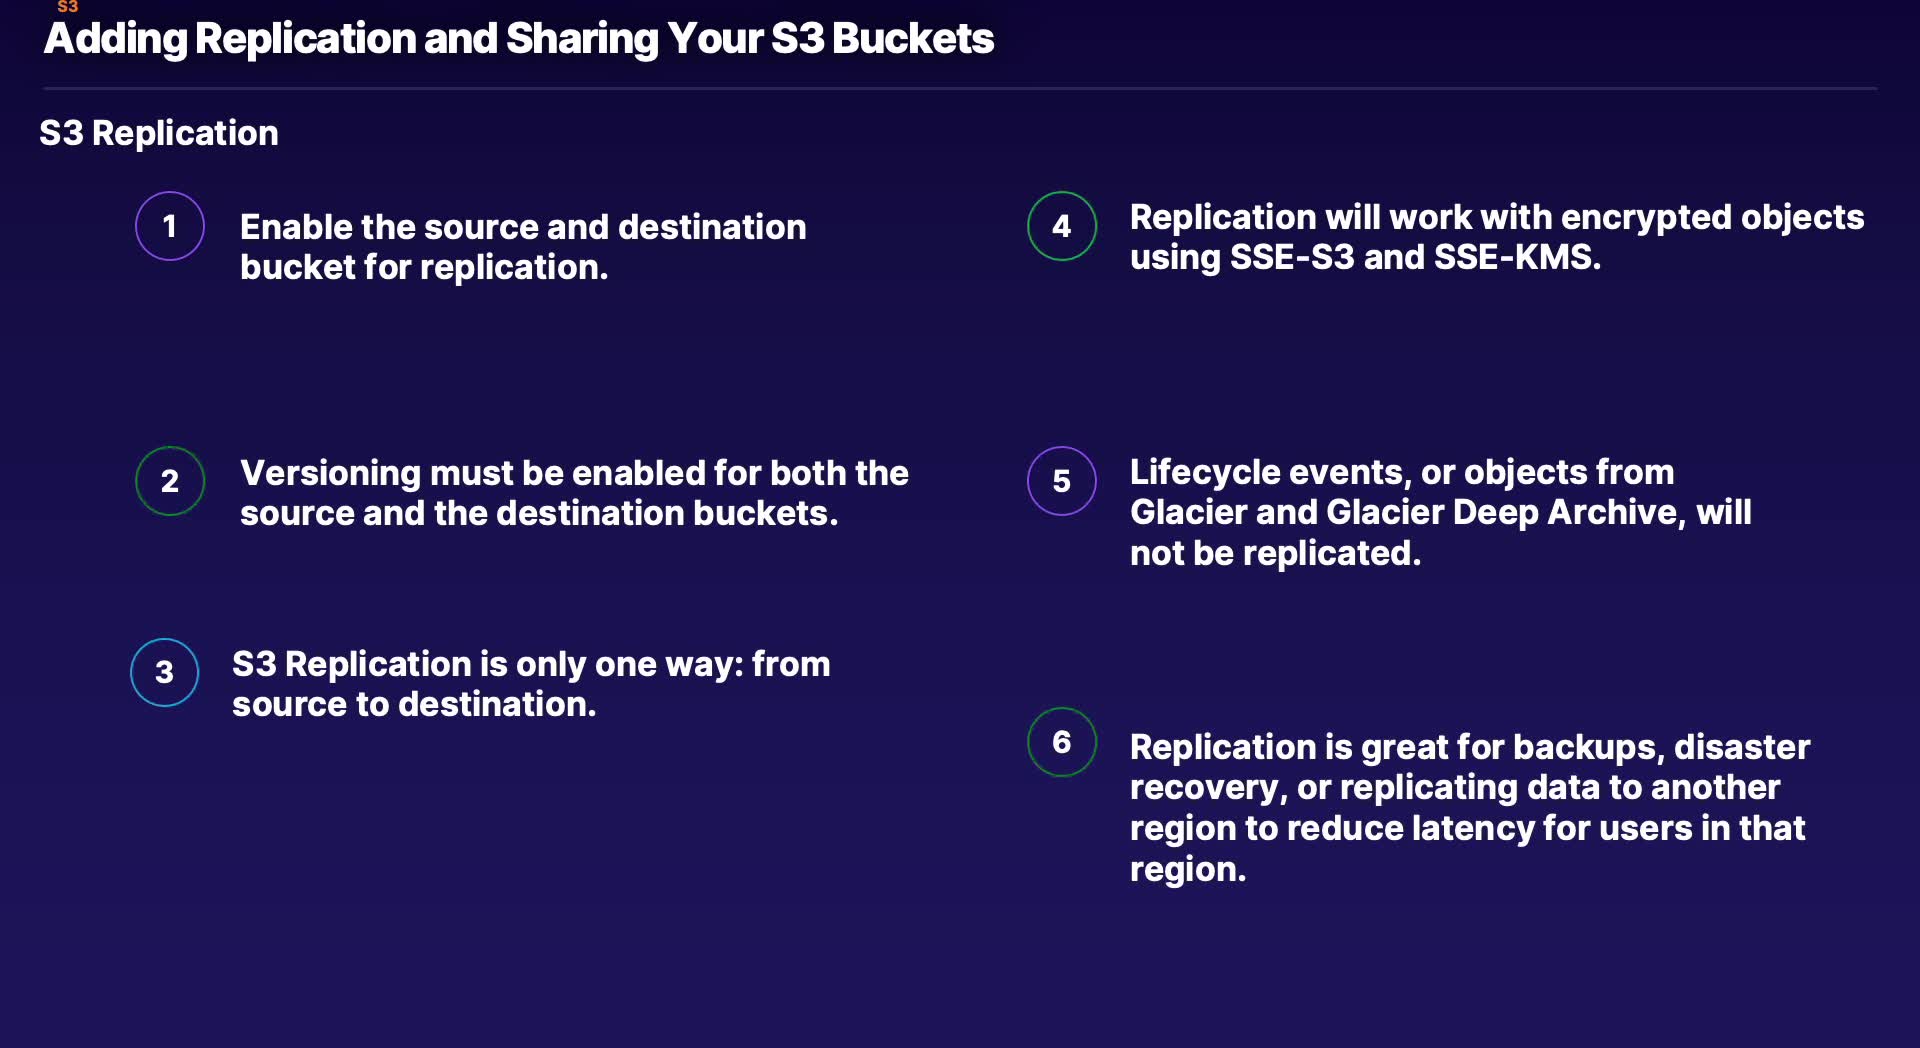 S3
Adding Replication and Sharing Your S3 Buckets
S3 Replication
1
Enable the source and destination
bucket for replication.
2
Versioning must be enabled for both the
source and the destination buckets.
3
S3 Replication is only one way: from
source to destination.
4
Replication will work with encrypted objects
using SSE-S3 and SSE-KMS.
5
Lifecycle events, or objects from
Glacier and Glacier Deep Archive, will
not be replicated.
6
Replication is great for backups, disaster
recovery, or replicating data to another
region to reduce latency for users in that
region.